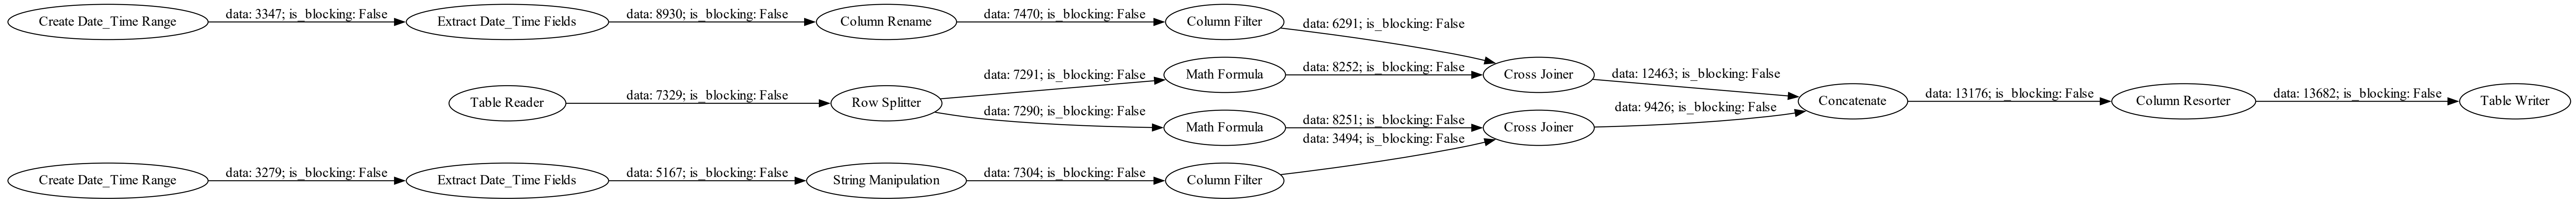 Create Date_Time Range
data: 3347; is_blocking: False
Extract Date_Time Fields
data: 8930; is_blocking: False
Column Rename
data: 7470; is_blocking: False
Column Filter
data: 6291; is_blocking: False
Table Reader
data: 7329; is_blocking: False
Row Splitter
data: 7291; is_blocking: False
Math Formula
data: 8252; is_blocking: False
Cross Joiner
data: 12463; is_blocking: False
data: 7290; is_blocking: False
Math Formula
data: 8251; is_blocking: False
Cross Joiner
data: 9426; is_blocking: False
Concatenate
data: 13176; is_blocking: False
Column Resorter
data: 13682; is_blocking: False
Table Writer
Create Date_Time Range
data: 3279; is_blocking: False
Extract Date_Time Fields
data: 5167; is_blocking: False
String Manipulation
data: 7304; is_blocking: False
Column Filter
data: 3494; is_blocking: False